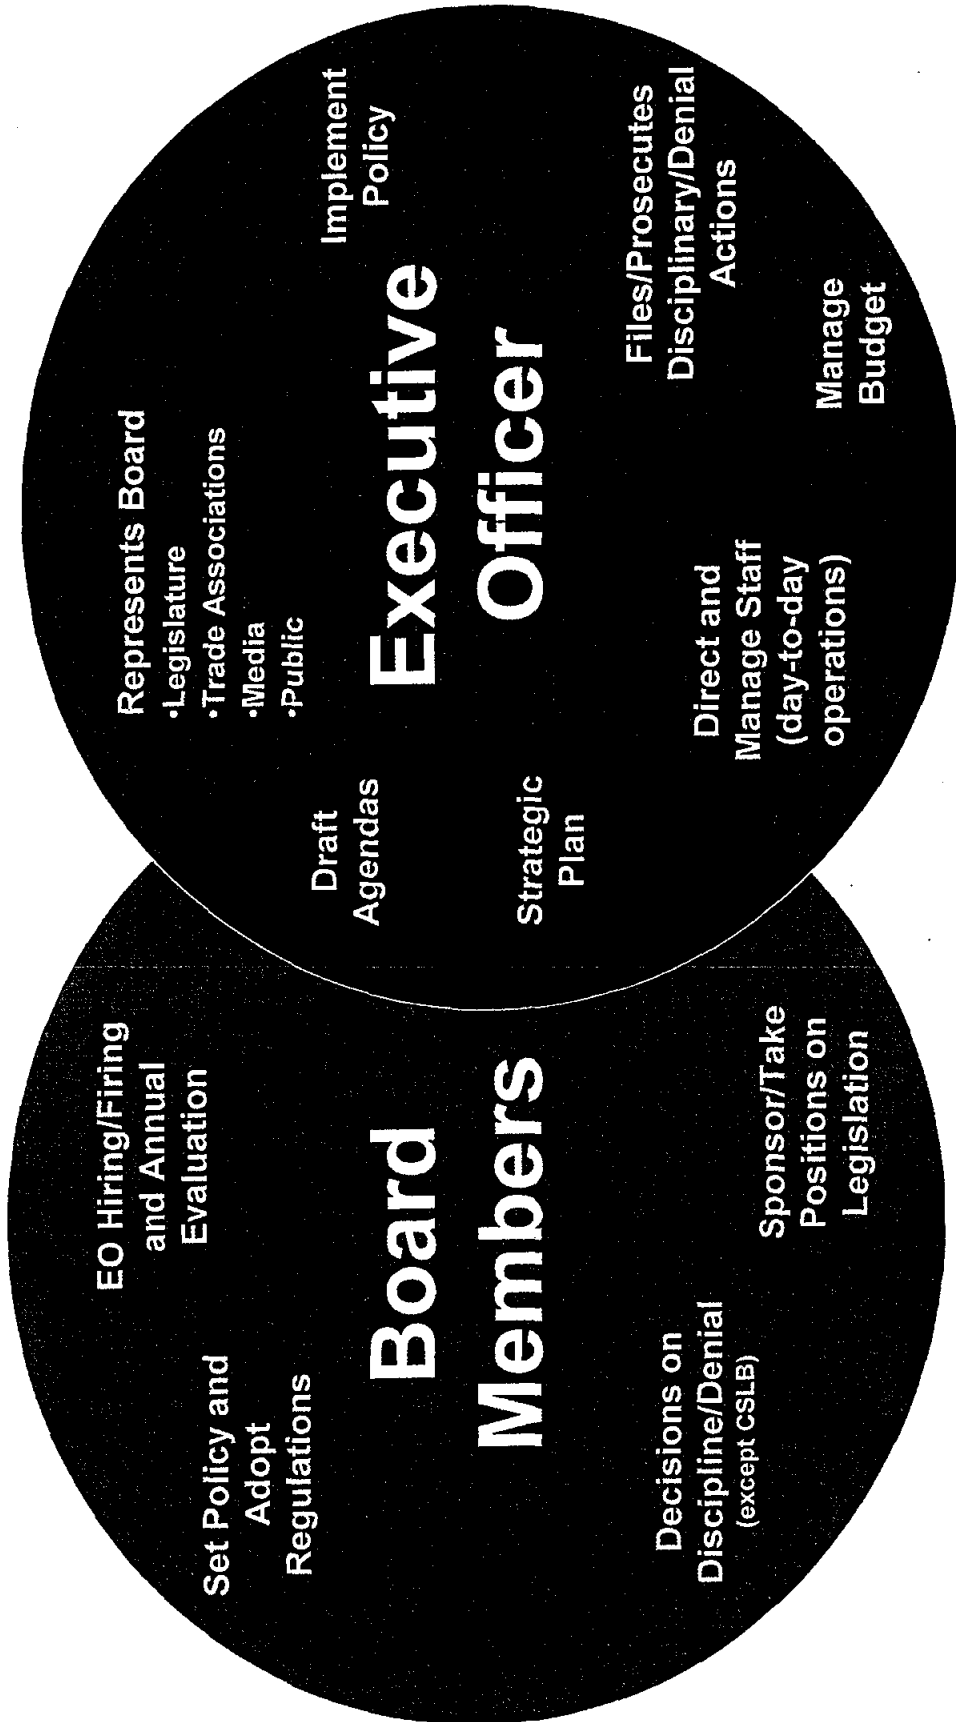 EO Hiring/Firing
and Annual
Evaluation
Set Policy and
Adopt
Regulations
Board
Members
Decisions on
Discipline/Denial
(except CSLB)
Sponsor/Take
Positions on
Legislation
Draft
Agendas
Strategic
Plan
Represents Board
•Legislature
•Trade Associations
•Media
•Public
Implement
Policy
Executive
Officer
Direct and
Manage Staff
(day-to-day
operations)
Files/Prosecutes
Disciplinary/Denial
Actions
Manage
Budget